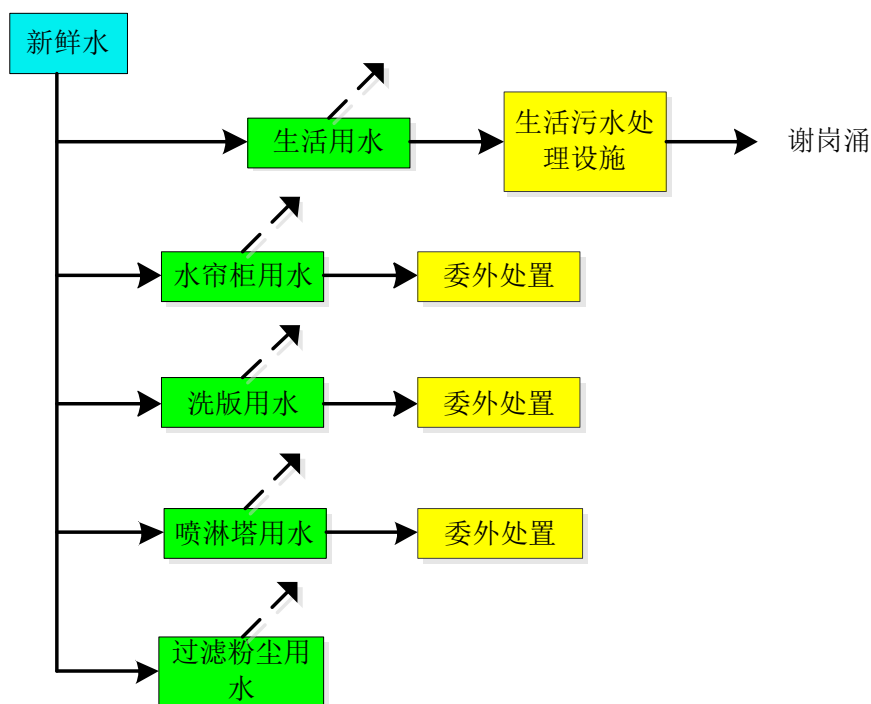 新鲜水
生活用水
生活污水处
理设施
谢岗涌
水帘柜用水
委外处置
洗版用水
委外处置
喷淋塔用水
委外处置
过滤粉尘用
水